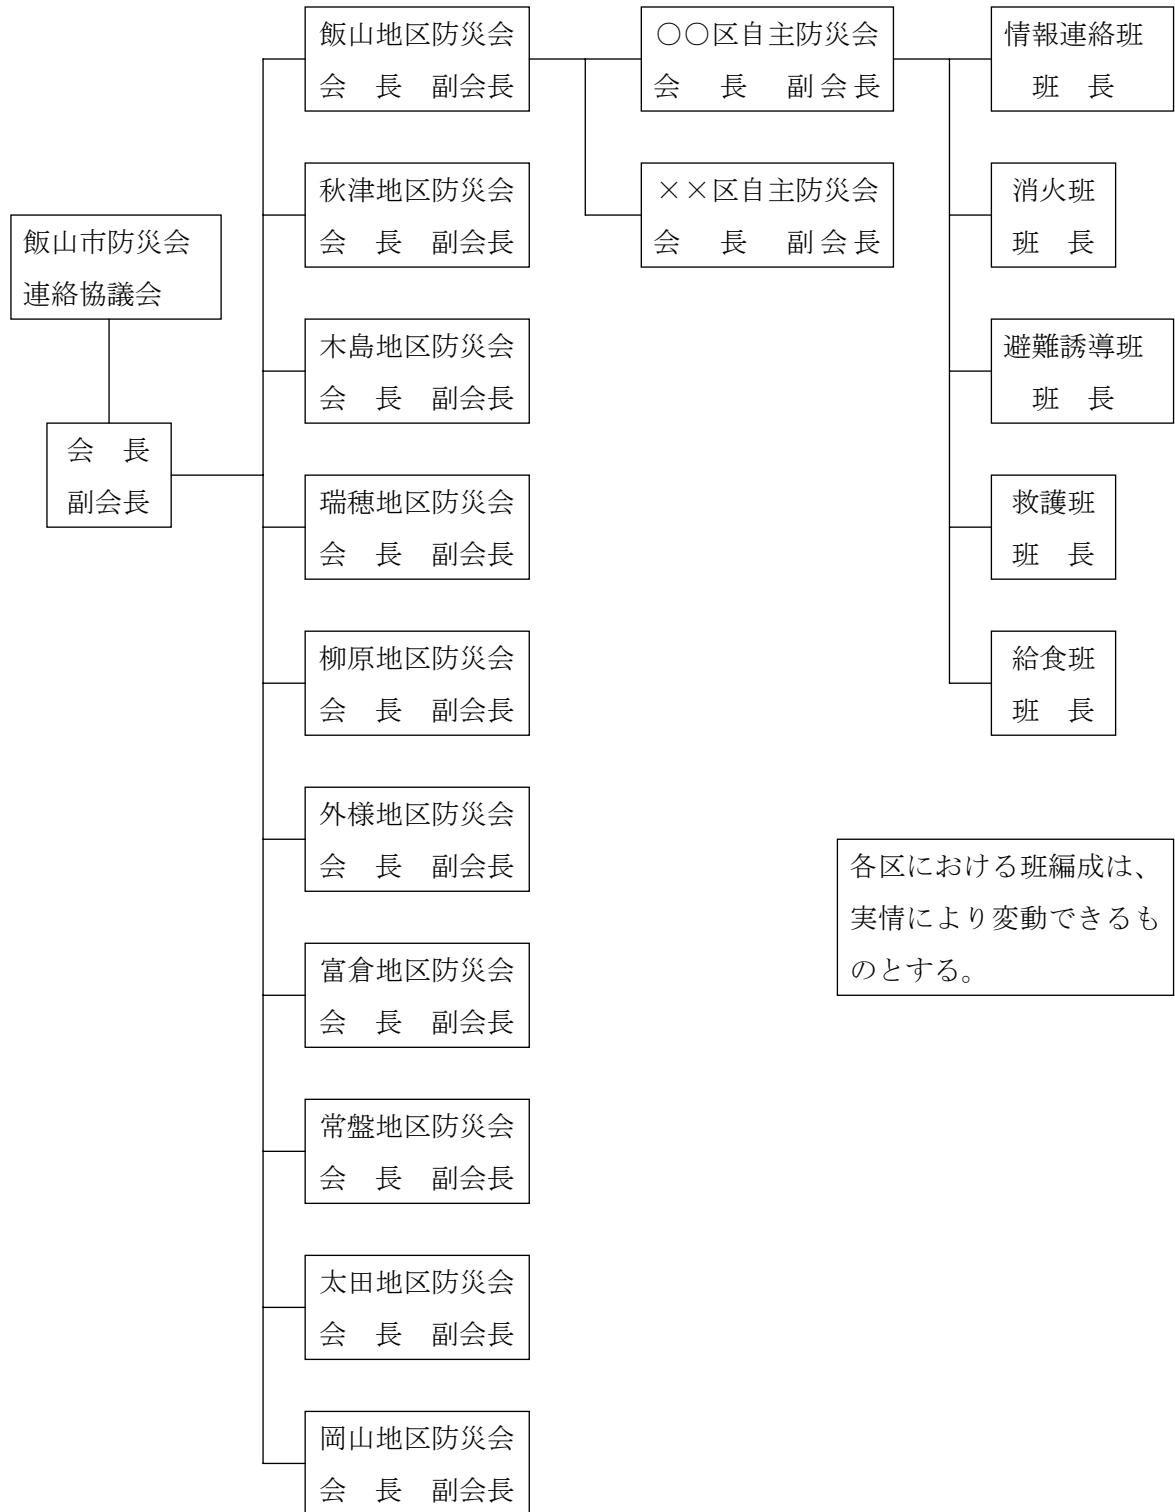 飯山市防災会
連絡協議会
会　長
副会長
飯山地区防災会
会　長　副会長
秋津地区防災会
会　長　副会長
木島地区防災会
会　長　副会長
瑞穂地区防災会
会　長　副会長
柳原地区防災会
会　長　副会長
外様地区防災会
会　長　副会長
富倉地区防災会
会　長　副会長
常盤地区防災会
会　長　副会長
太田地区防災会
会　長　副会長
岡山地区防災会
会　長　副会長
○○区自主防災会
会　長　副会長
××区自主防災会
会　長　副会長
情報連絡班
班　長
消火班
班　長
避難誘導班
班　長
救護班
班　長
給食班
班　長
各区における班編成は、
実情により変動できるも
のとする。